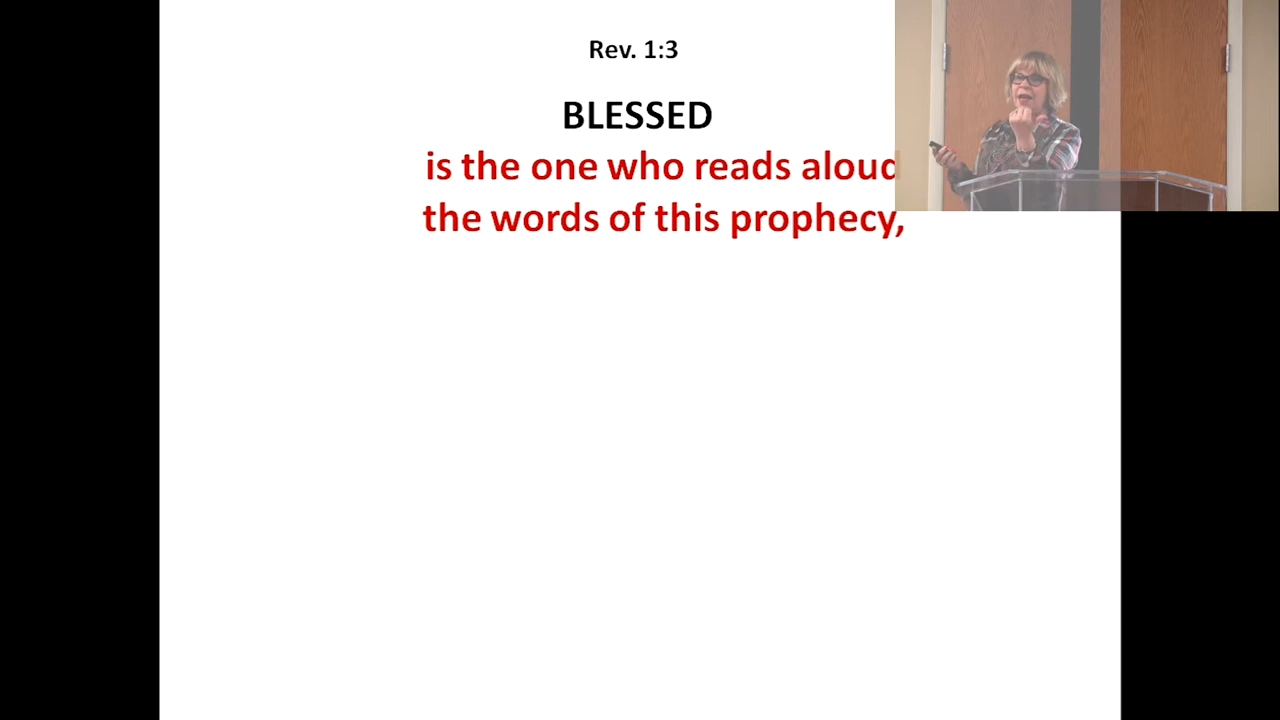 Rev. 1:3
BLESSED
is the one who reads aloud
the words of this prophecy,